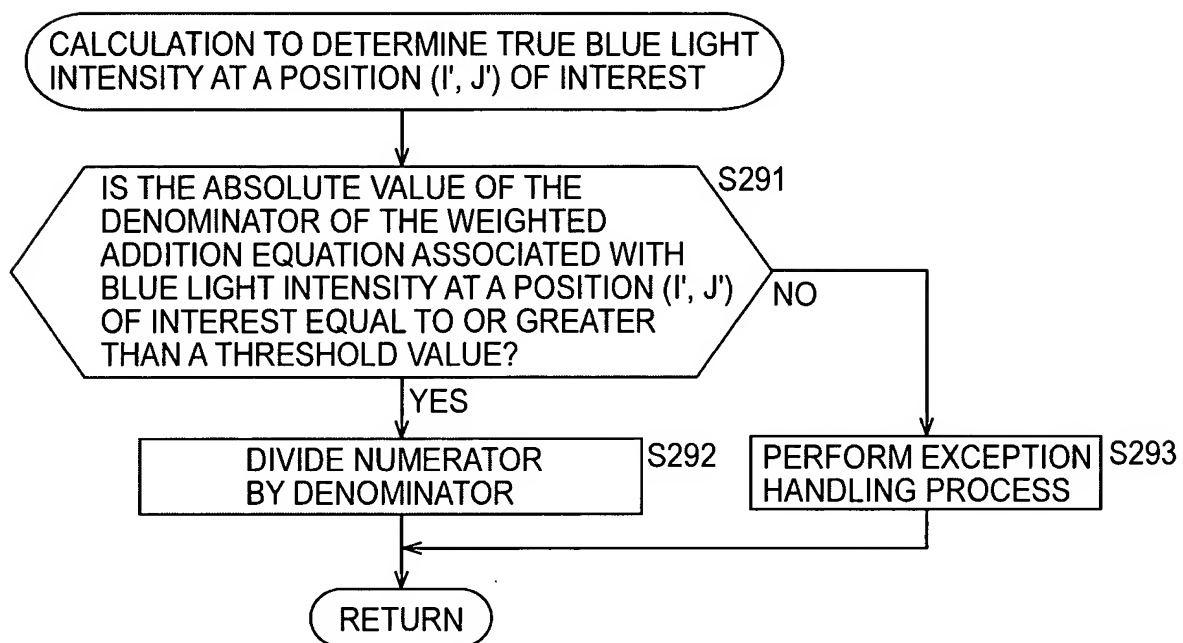 CALCULATION TO DETERMINE TRUE BLUE LIGHT
INTENSITY AT A POSITION (I', J') OF INTEREST
S291
IS THE ABSOLUTE VALUE OF THE
DENOMINATOR OF THE WEIGHTED
ADDITION EQUATION ASSOCIATED WITH
BLUE LIGHT INTENSITY AT A POSITION (I', J')
OF INTEREST EQUAL TO OR GREATER
THAN A THRESHOLD VALUE?
NO
YES
DIVIDE NUMERATOR
BY DENOMINATOR
S292
PERFORM EXCEPTION
HANDLING PROCESS
S293
RETURN